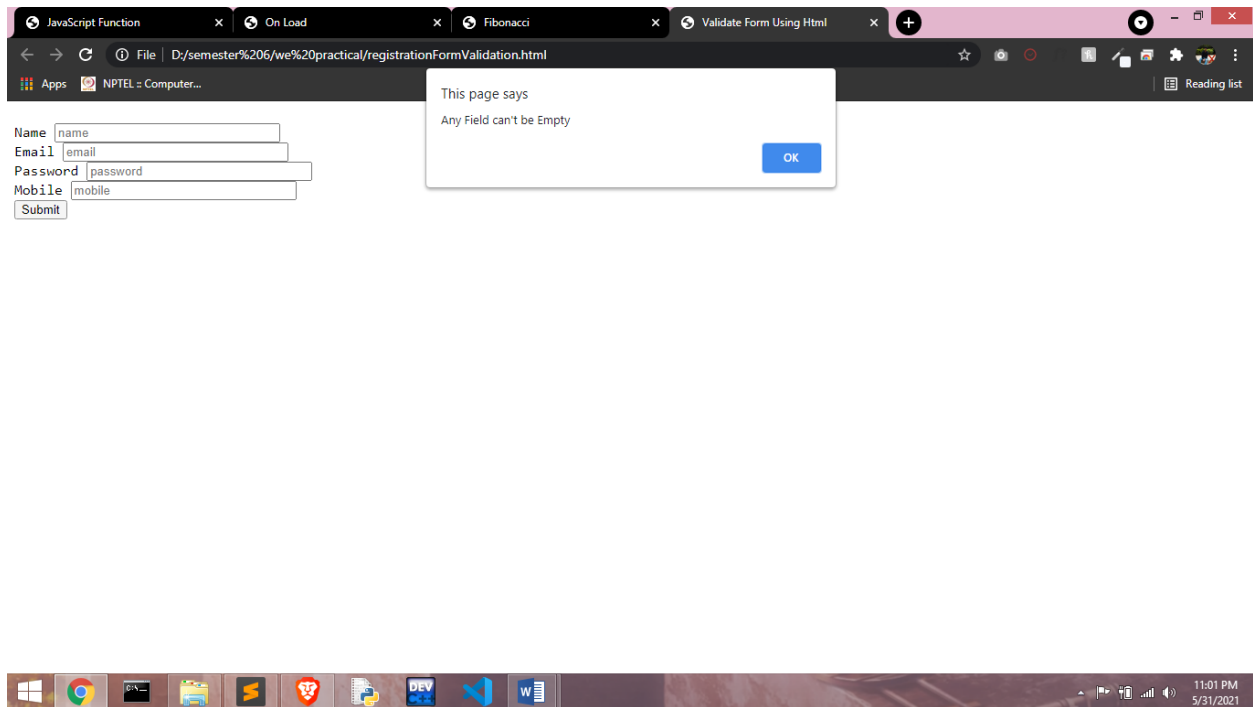 JavaScript Function
On Load
Fibonacci
Validate Form Using Html
File
D:/semester%206/we%20practical/registrationFormValidation.html
Apps
NPTEL :: Computer...
Reading list
This page says
Any Field can't be Empty
OK
Name name
Email email
Password password
Mobile mobile
Submit
C:\_
DEV
C++
W
11:01 PM
5/31/2021